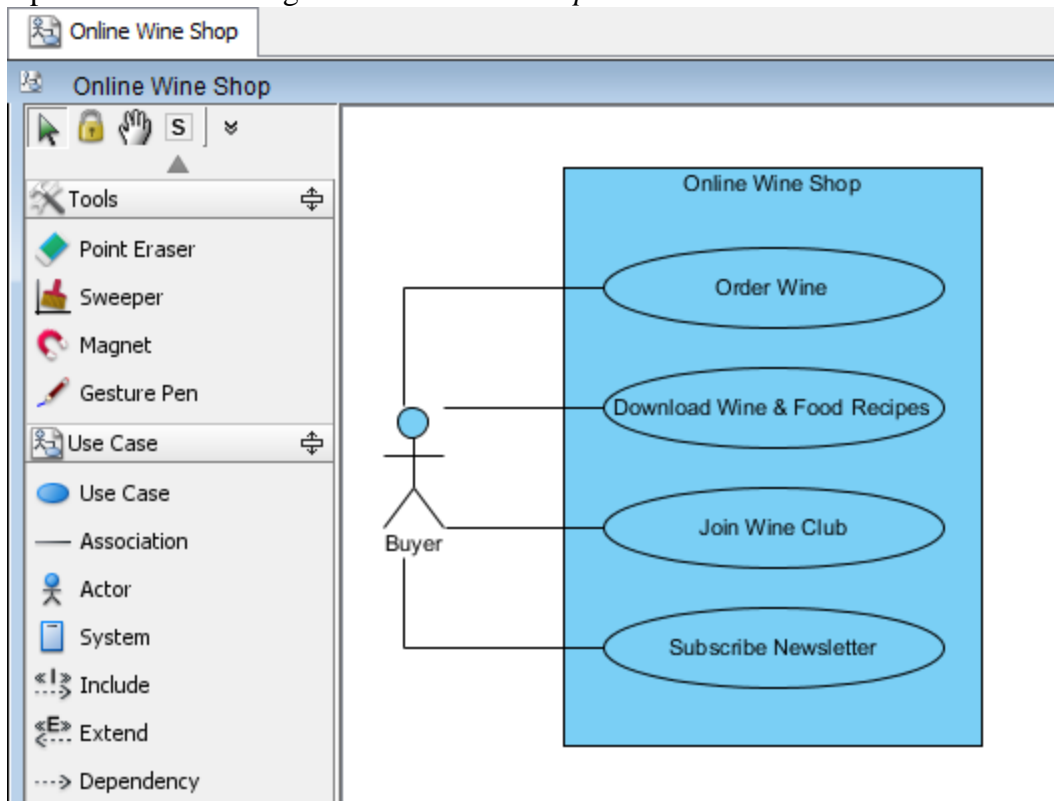 Online Wine Shop
Online Wine Shop
S
Tools
Point Eraser
Sweeper
Magnet
Gesture Pen
Use Case
Use Case
Association
Actor
System
«I»
Include
«E»
Extend
Dependency
Online Wine Shop
Order Wine
Download Wine & Food Recipes
Join Wine Club
Subscribe Newsletter
Buyer